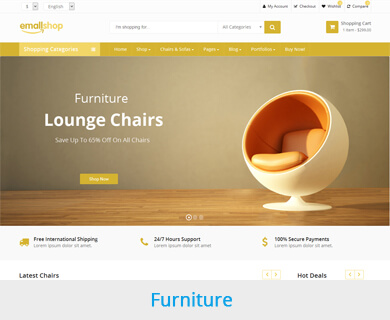 $ English My Account Checkout Wishlist Compare
emallshop I'm shopping for... All Categories Shopping Cart
1 item - $299.00
Shopping Categories Home Shop Chairs & Sofas Pages Blog Portfolios Buy Now!
Furniture
Lounge Chairs
Save Up To 65% Off On All Chairs
Shop Now
Free International Shipping 24/7 Hours Support 100% Secure Payments
Lorem ipsum dolor sit amet. Lorem ipsum dolor sit amet. Lorem ipsum dolor sit amet.
Latest Chairs Hot Deals
Furniture